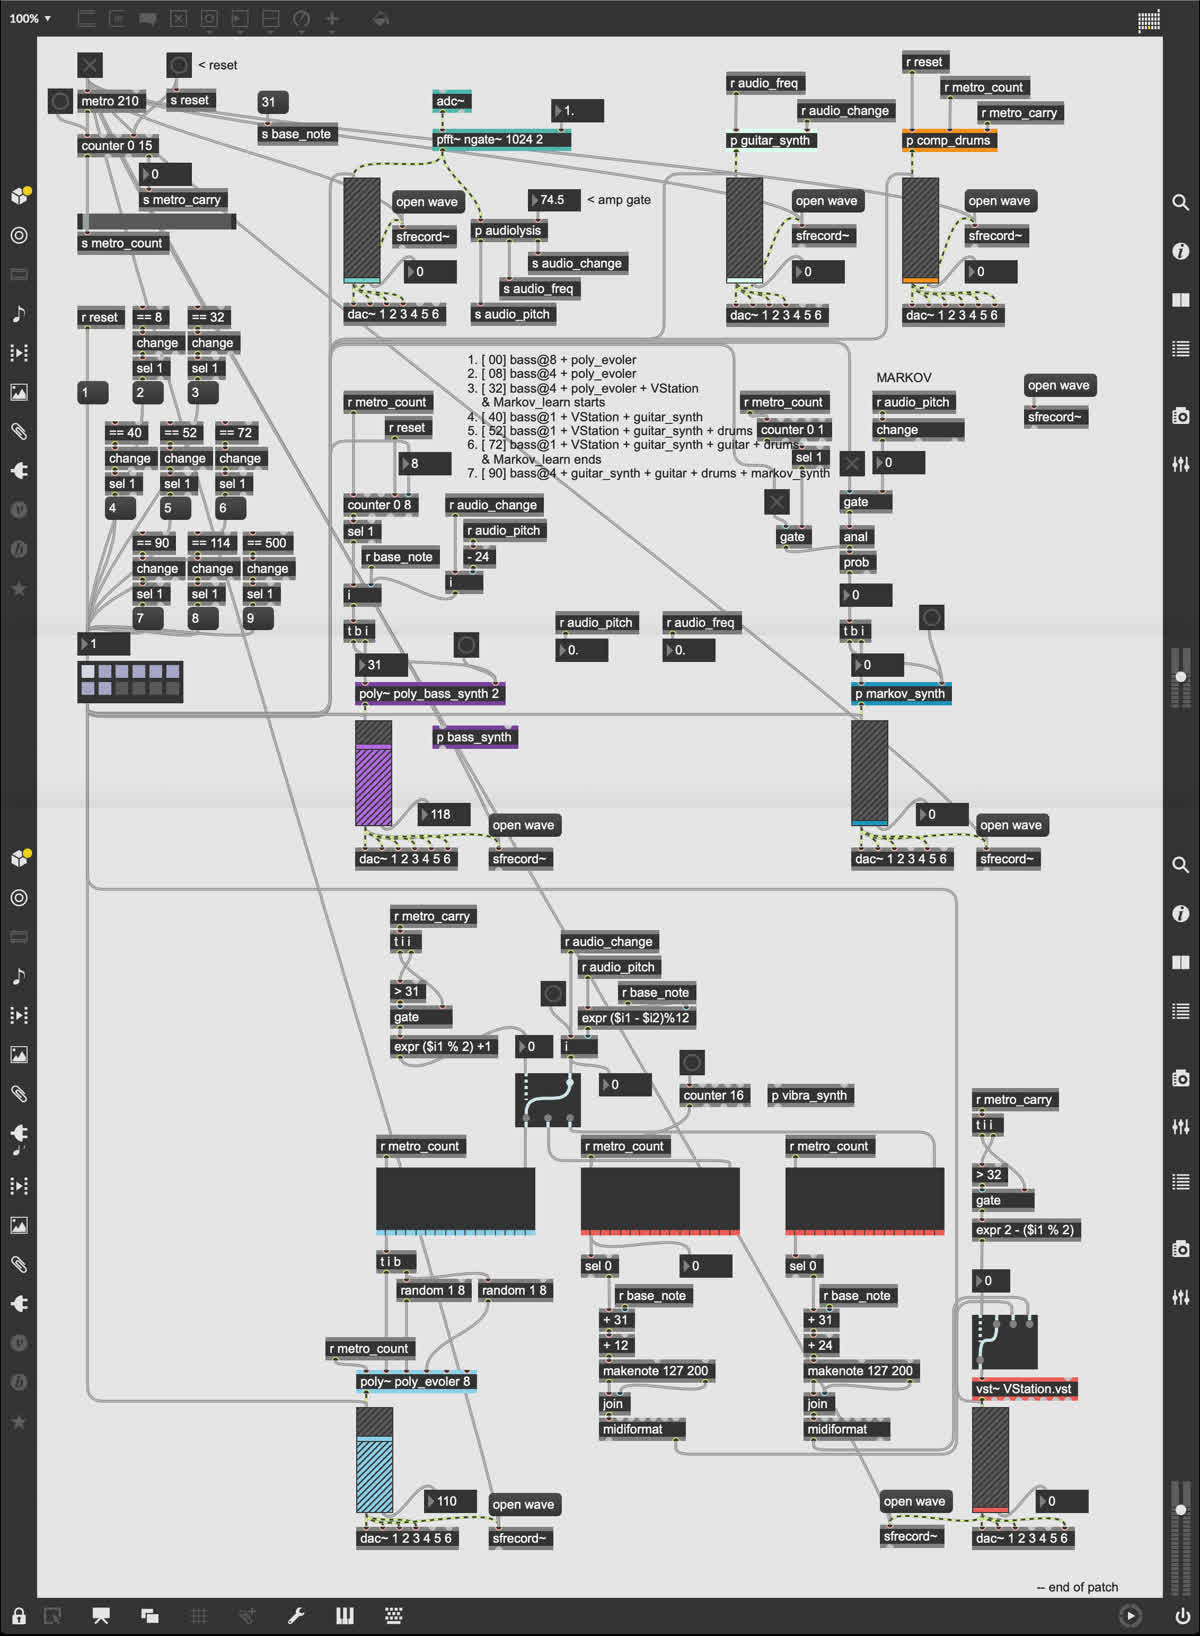 100%
< reset
metro 210
s reset
31
s base_note
counter 0 15
0
s metro_carry
s metro_count
adc~
1.
pfft~ ngate~ 1024 2
open wave
sfrecord~
74.5
< amp gate
p audiolysis
s audio_change
s audio_freq
s audio_pitch
0
dac~ 1 2 3 4 5 6
r audio_freq
r audio_change
p guitar_synth
open wave
sfrecord~
0
dac~ 1 2 3 4 5 6
r reset
r metro_count
r metro_carry
p comp_drums
open wave
sfrecord~
0
dac~ 1 2 3 4 5 6
r reset
== 8
== 32
change
change
sel 1
sel 1
1
2
3
== 40
== 52
== 72
change
change
change
sel 1
sel 1
sel 1
4
5
6
== 90
== 114
== 500
change
change
change
sel 1
sel 1
sel 1
7
8
9
1
1. [ 00] bass@8 + poly_evoler
2. [ 08] bass@4 + poly_evoler
3. [ 32] bass@4 + poly_evoler + VStation
& Markov_learn starts
4. [ 40] bass@1 + VStation + guitar_synth
5. [ 52] bass@1 + VStation + guitar_synth + drums
6. [ 72] bass@1 + VStation + guitar_synth + guitar + drums
& Markov_learn ends
7. [ 90] bass@4 + guitar_synth + guitar + drums + markov_synth
r metro_count
r reset
8
counter 0 8
sel 1
r base_note
i
t b i
31
r audio_change
r audio_pitch
- 24
i
poly~ poly_bass_synth 2
p bass_synth
118
open wave
dac~ 1 2 3 4 5 6
sfrecord~
r audio_pitch
0.
r audio_freq
0.
r metro_count
counter 0 1
sel 1
gate
MARKOV
r audio_pitch
change
0
gate
anal
prob
0
t b i
0
p markov_synth
0
open wave
dac~ 1 2 3 4 5 6
sfrecord~
open wave
sfrecord~
r metro_carry
t i i
> 31
gate
expr ($i1 % 2) +1
0
r audio_change
r audio_pitch
r base_note
expr ($i1 - $i2)%12
i
0
counter 16
p vibra_synth
r metro_count
r metro_count
r metro_count
t i b
random 1 8
random 1 8
r metro_count
poly~ poly_evoler 8
110
open wave
dac~ 1 2 3 4 5 6
sfrecord~
sel 0
0
r base_note
+ 31
+ 12
makenote 127 200
join
midiformat
sel 0
r base_note
+ 31
+ 24
makenote 127 200
join
midiformat
r metro_carry
t i i
> 32
gate
expr 2 - ($i1 % 2)
0
vst~ VStation.vst
0
open wave
sfrecord~
dac~ 1 2 3 4 5 6
-- end of patch